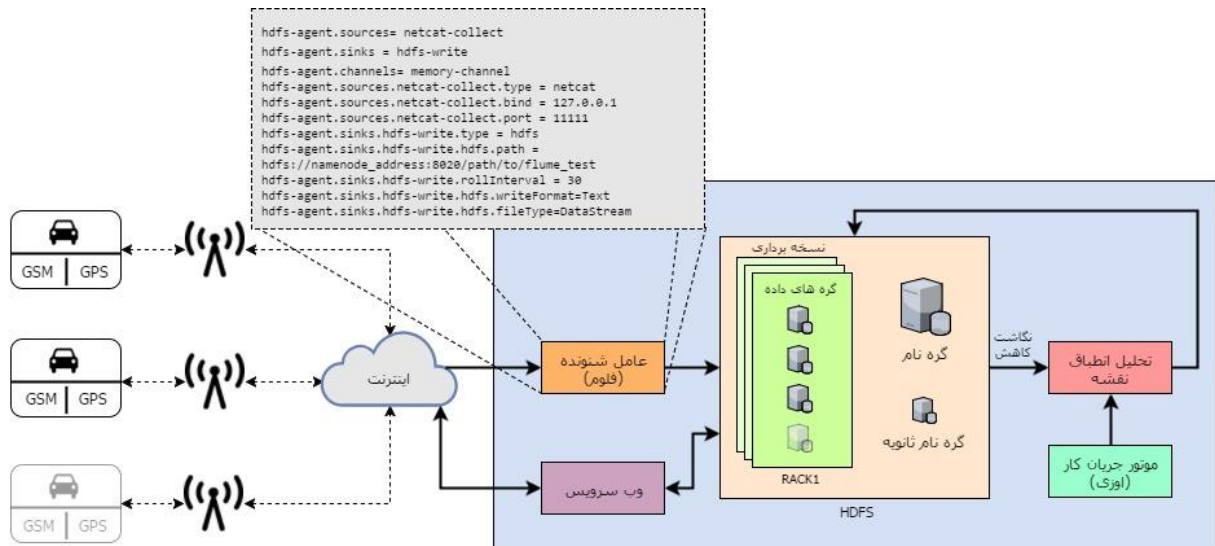 hdfs-agent.sources= netcat-collect
hdfs-agent.sinks = hdfs-write
hdfs-agent.channels= memory-channel
hdfs-agent.sources.netcat-collect.type = netcat
hdfs-agent.sources.netcat-collect.bind = 127.0.0.1
hdfs-agent.sources.netcat-collect.port = 11111
hdfs-agent.sinks.hdfs-write.type = hdfs
hdfs-agent.sinks.hdfs-write.hdfs.path =
hdfs://namenode_address:8020/path/to/flume_test
hdfs-agent.sinks.hdfs-write.rollInterval = 30
hdfs-agent.sinks.hdfs-write.hdfs.writeFormat=Text
hdfs-agent.sinks.hdfs-write.hdfs.fileType=DataStream
GSM GPS
GSM GPS
GSM GPS
اینترنت
عامل شنونده
(فلوم)
وب سرویس
نسخه برداری
گره های داده
RACK1
گره نام
گره نام ثانویه
HDFS
نگاشت
کاهش
تحلیل انطباق
نقشه
موتور جریان کار
(اوزی)